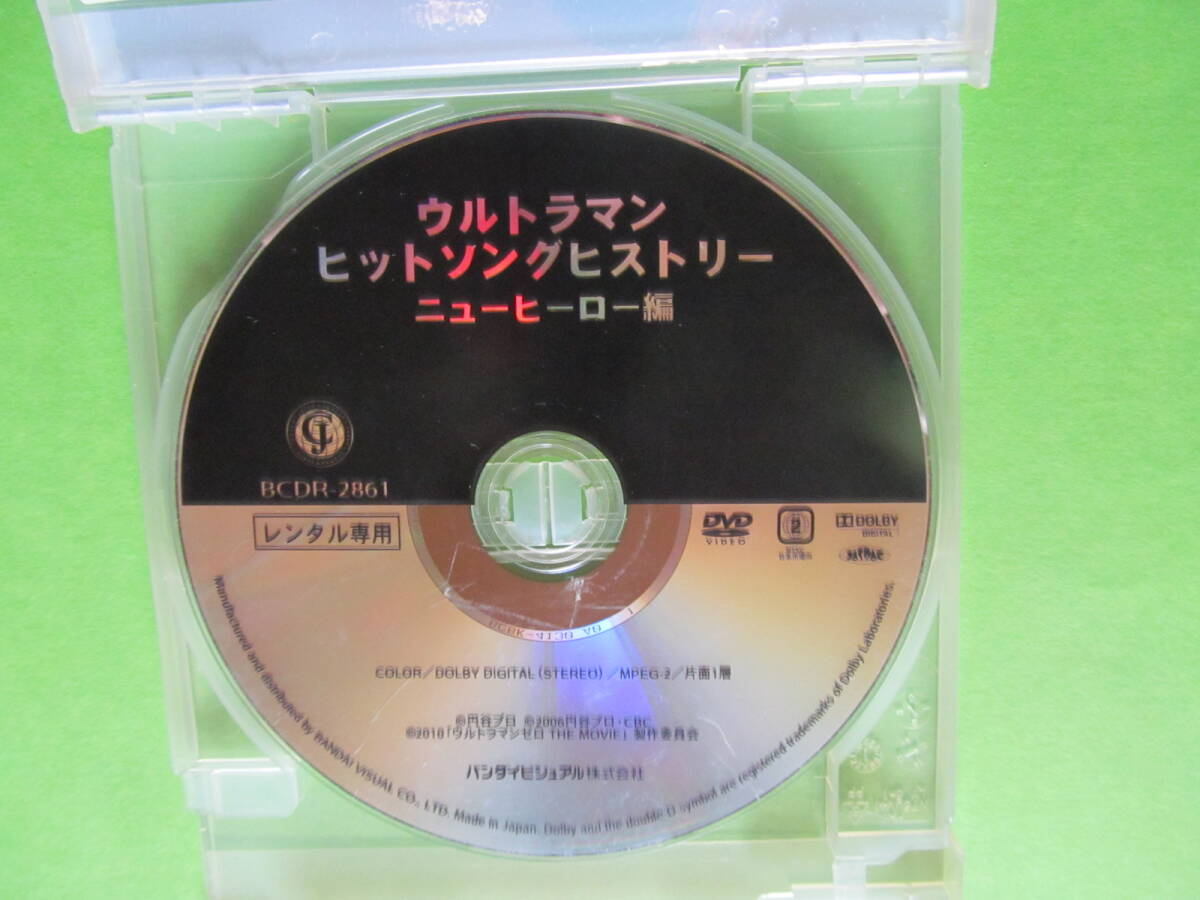 ウルトラマン
ヒットソングヒストリー
ニューヒーロー編
BCDR-2861
レンタル専用
DVD
VIDEO
2
DOLBY
DIGITAL
COLOR／DOLBY DIGITAL（STEREO）／MPEG-2／片面1層
©円谷プロ ©2006円谷プロ・CBC
©2010「ウルトラマンゼロ THE MOVIE」製作委員会
バンダイビジュアル株式会社
Manufactured and distributed by BANDAI VISUAL CO., LTD. Made in Japan. Dolby and the double-D symbol are registered trademarks of Dolby Laboratories.